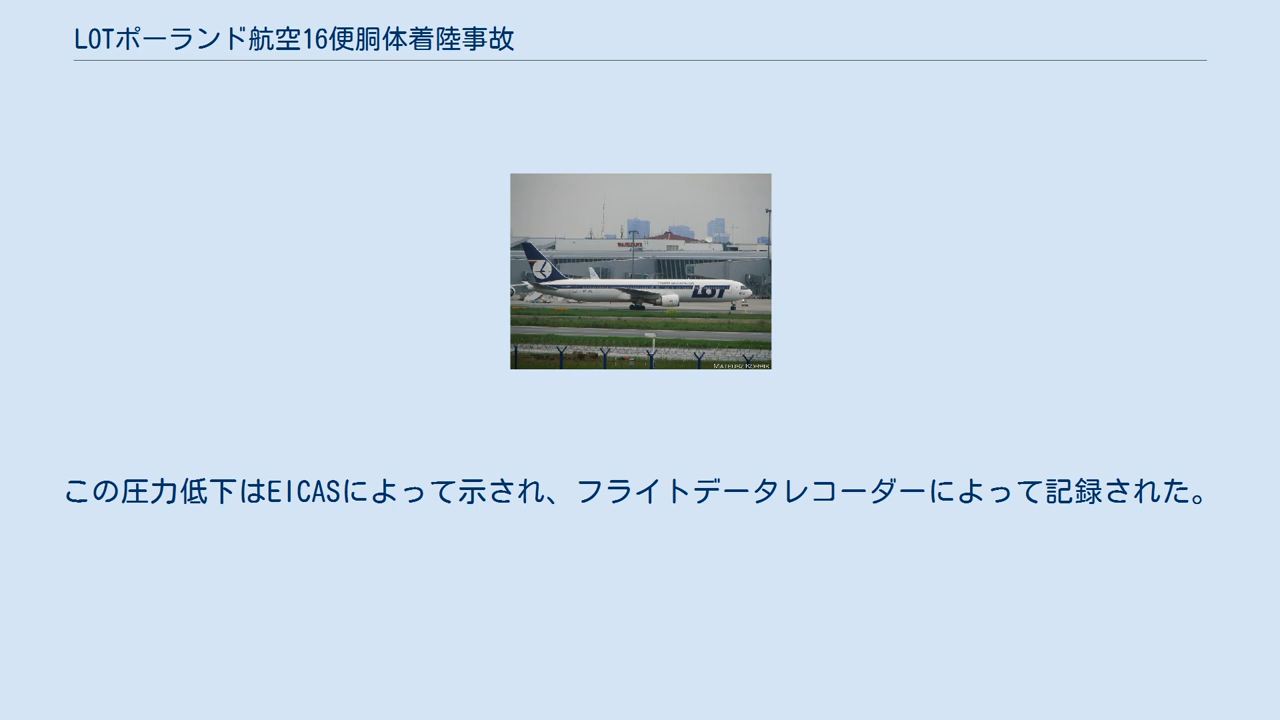 LOTポーランド航空16便胴体着陸事故
LOT
この圧力低下はEICASによって示され、フライトデータレコーダーによって記録された。